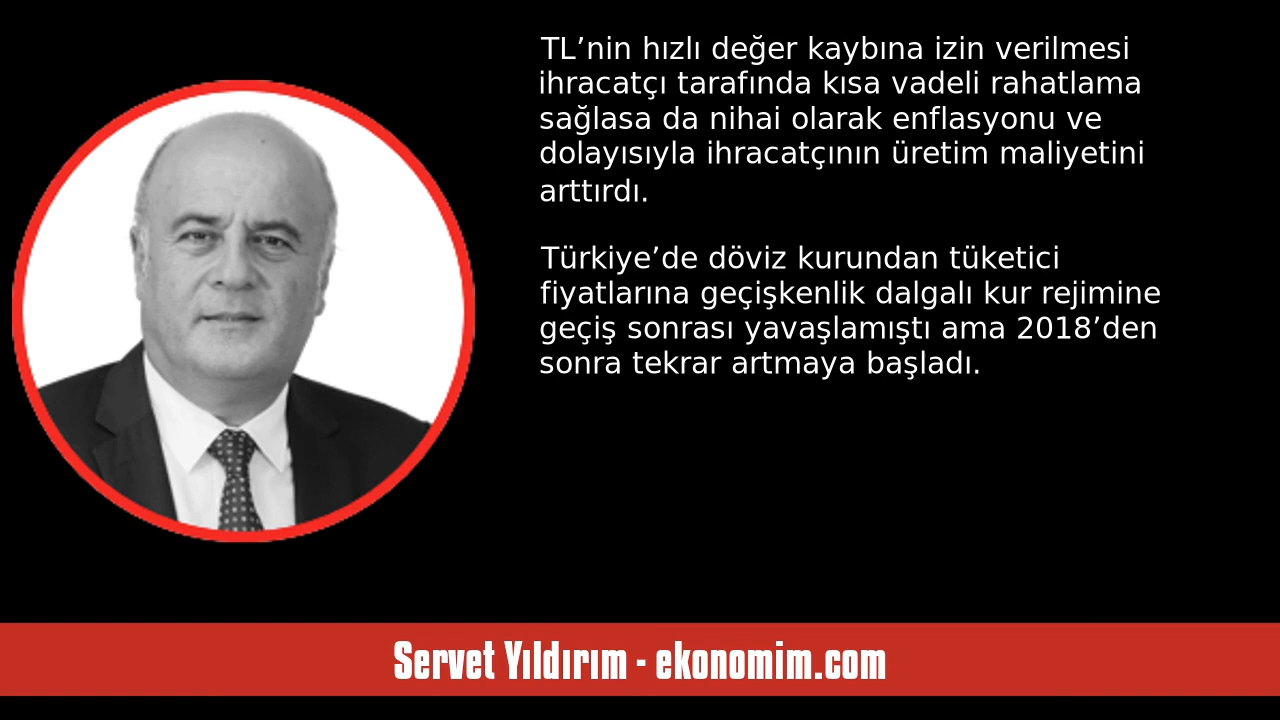 TL’nin hızlı değer kaybına izin verilmesi
ihracatçı tarafında kısa vadeli rahatlama
sağlasa da nihai olarak enflasyonu ve
dolayısıyla ihracatçının üretim maliyetini
arttırdı.
Türkiye’de döviz kurundan tüketici
fiyatlarına geçişkenlik dalgalı kur rejimine
geçiş sonrası yavaşlamıştı ama 2018’den
sonra tekrar artmaya başladı.
Servet Yıldırım - ekonomim.com